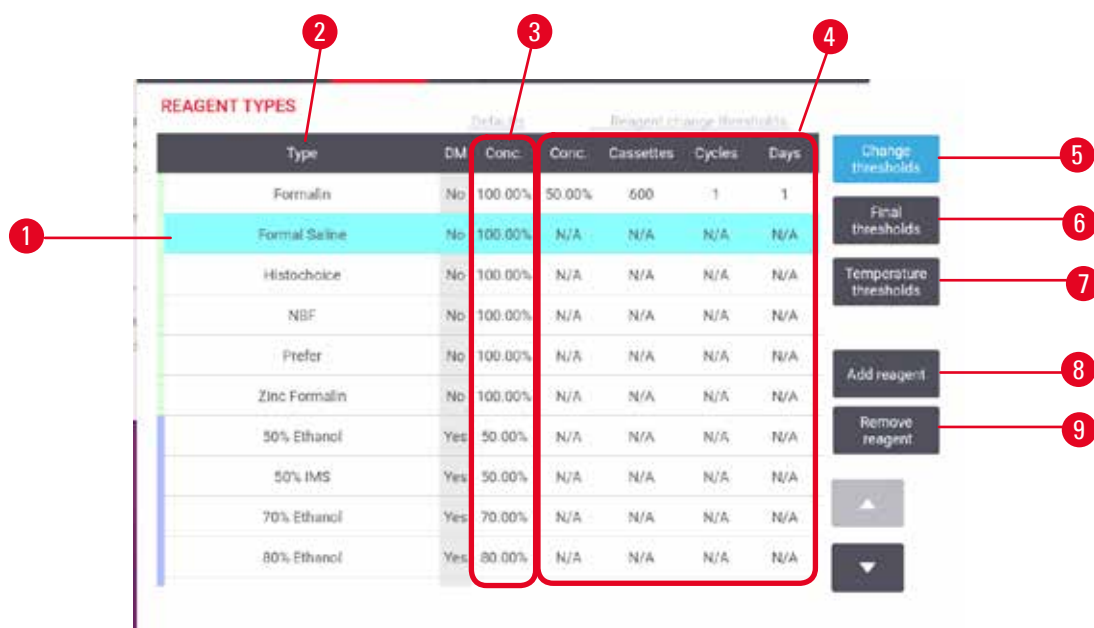 2 3 4
REAGENT TYPES
Defaults Reagent change thresholds
Type DM Conc. Conc. Cassettes Cycles Days
Change thresholds 5
Formalin No 100.00% 50.00% 600 1 1
Final thresholds 6
1 Formal Saline No 100.00% N/A N/A N/A N/A
Histochoice No 100.00% N/A N/A N/A N/A
Temperature thresholds 7
NBF No 100.00% N/A N/A N/A N/A
Prefer No 100.00% N/A N/A N/A N/A
Add reagent 8
Zinc Formalin No 100.00% N/A N/A N/A N/A
50% Ethanol Yes 50.00% N/A N/A N/A N/A
Remove reagent 9
50% IMS Yes 50.00% N/A N/A N/A N/A
70% Ethanol Yes 70.00% N/A N/A N/A N/A
80% Ethanol Yes 80.00% N/A N/A N/A N/A